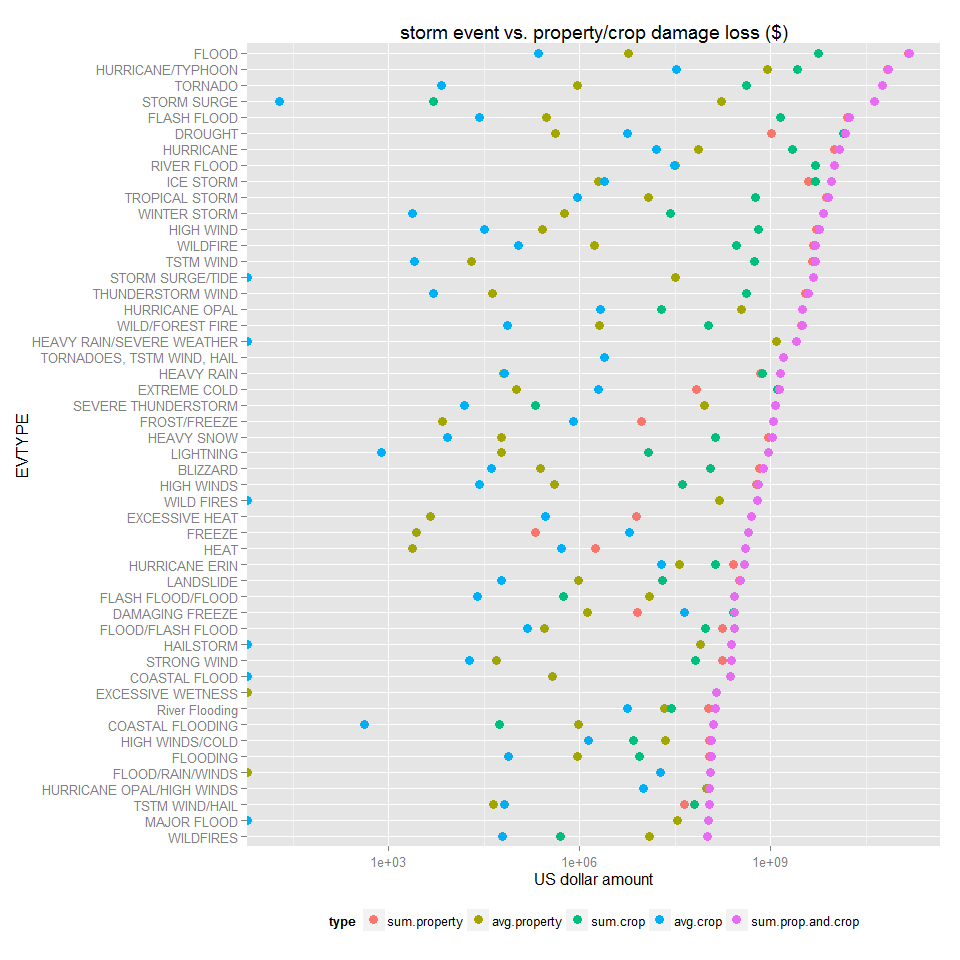 storm event vs. property/crop damage loss ($)
EVTYPE
FLOOD
HURRICANE/TYPHOON
TORNADO
STORM SURGE
FLASH FLOOD
DROUGHT
HURRICANE
RIVER FLOOD
ICE STORM
TROPICAL STORM
WINTER STORM
HIGH WIND
WILDFIRE
TSTM WIND
STORM SURGE/TIDE
THUNDERSTORM WIND
HURRICANE OPAL
WILD/FOREST FIRE
HEAVY RAIN/SEVERE WEATHER
TORNADOES, TSTM WIND, HAIL
HEAVY RAIN
EXTREME COLD
SEVERE THUNDERSTORM
FROST/FREEZE
HEAVY SNOW
LIGHTNING
BLIZZARD
HIGH WINDS
WILD FIRES
EXCESSIVE HEAT
FREEZE
HEAT
HURRICANE ERIN
LANDSLIDE
FLASH FLOOD/FLOOD
DAMAGING FREEZE
FLOOD/FLASH FLOOD
HAILSTORM
STRONG WIND
COASTAL FLOOD
EXCESSIVE WETNESS
River Flooding
COASTAL FLOODING
HIGH WINDS/COLD
FLOODING
FLOOD/RAIN/WINDS
HURRICANE OPAL/HIGH WINDS
TSTM WIND/HAIL
MAJOR FLOOD
WILDFIRES
1e+03 1e+06 1e+09
US dollar amount
type sum.property avg.property sum.crop avg.crop sum.prop.and.crop